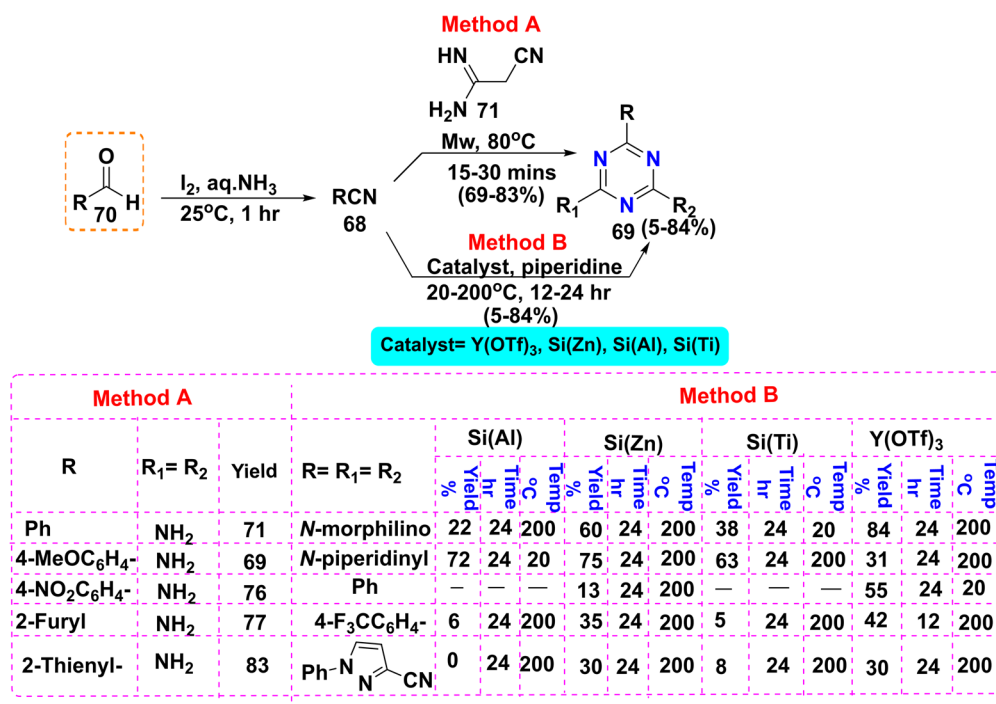 Method A
HN CN
H₂N 71
Mw, 80°C
15-30 mins
(69-83%)
O
R H
70
I₂, aq.NH₃
25°C, 1 hr
RCN
68
R
N N
R₁ N R₂
69 (5-84%)
Method B
Catalyst, piperidine
20-200°C, 12-24 hr
(5-84%)
Catalyst= Y(OTf)₃, Si(Zn), Si(Al), Si(Ti)
Method A Method B
Si(Al) Si(Zn) Si(Ti) Y(OTf)₃
R R₁= R₂ Yield R= R₁= R₂ Yield % Time hr Temp °C Yield % Time hr Temp °C Yield % Time hr Temp °C Yield % Time hr Temp °C
Ph NH₂ 71 N-morphilino 22 24 200 60 24 200 38 24 20 84 24 200
4-MeOC₆H₄- NH₂ 69 N-piperidinyl 72 24 20 75 24 200 63 24 200 31 24 200
4-NO₂C₆H₄- NH₂ 76 Ph — — — 13 24 200 — — — 55 24 20
2-Furyl NH₂ 77 4-F₃CC₆H₄- 6 24 200 35 24 200 5 24 200 42 12 200
2-Thienyl- NH₂ 83 Ph N N CN 0 24 200 30 24 200 8 24 200 30 24 200